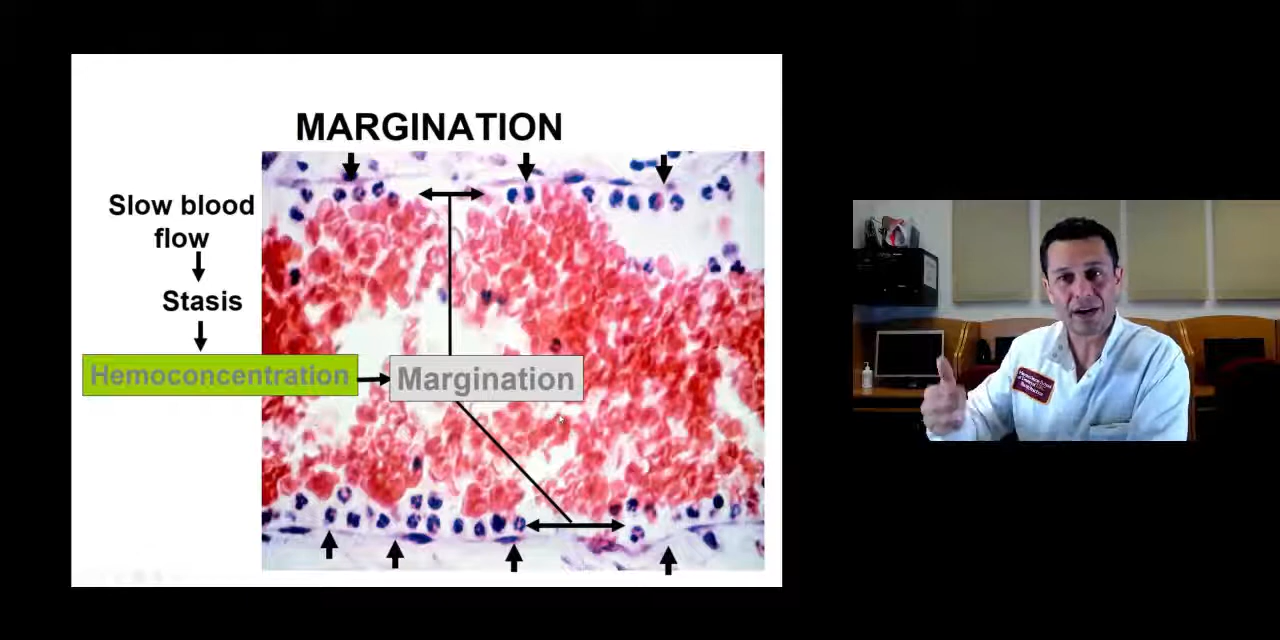 MARGINATION
Slow blood
flow
Stasis
Hemoconcentration
Margination